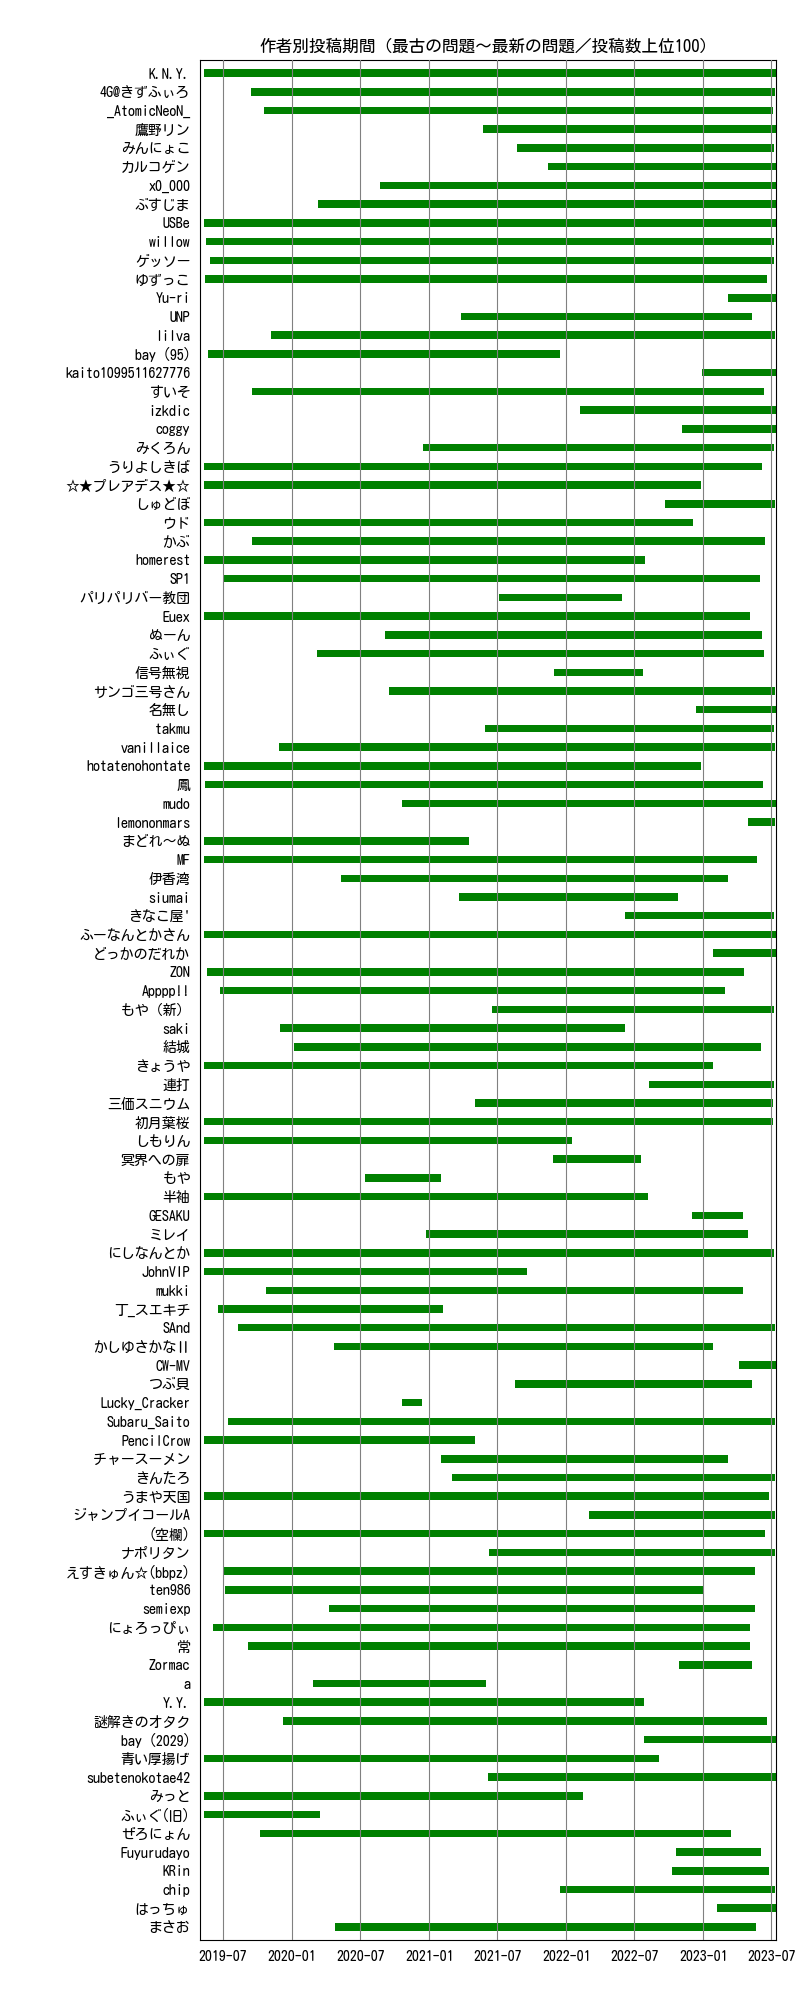 作者別投稿期間 (最古の問題～最新の問題／投稿数上位100)
K.N.Y.
4G@きずふぃろ
_AtomicNeoN_
鷹野リン
みんにょこ
カルコゲン
x0_000
ぶすじま
USBe
willow
ゲッソー
ゆずっこ
Yu-ri
UNP
lilva
bay (95)
kaito1099511627776
すいそ
izkdic
coggy
みくろん
うりよしきば
☆★プレアデス★☆
しゅどぼ
ウド
かぶ
homerest
SP1
パリパリバー教団
Euex
ぬーん
ふぃぐ
信号無視
サンゴ三号さん
名無し
takmu
vanillaice
hotatenohontate
鳳
mudo
lemononmars
まどれ～ぬ
MF
伊香湾
siumai
きなこ屋'
ふーなんとかさん
どっかのだれか
ZON
Appppll
もや (新)
saki
結城
きょうや
連打
三価スニウム
初月葉桜
しもりん
冥界への扉
もや
半袖
GESAKU
ミレイ
にしなんとか
JohnVIP
mukki
丁_スエキチ
SAnd
かしゆさかなII
CW-MV
つぶ貝
Lucky_Cracker
Subaru_Saito
PencilCrow
チャースーメン
きんたろ
うまや天国
ジャンプイコールA
(空欄)
ナポリタン
えすきゅん☆(bbpz)
ten986
semiexp
にょろっぴぃ
常
Zormac
a
Y.Y.
謎解きのオタク
bay (2029)
青い厚揚げ
subetenokotae42
みっと
ふぃぐ(旧)
ぜろにょん
Fuyurudayo
KRin
chip
はっちゅ
まさお
2019-07 2020-01 2020-07 2021-01 2021-07 2022-01 2022-07 2023-01 2023-07